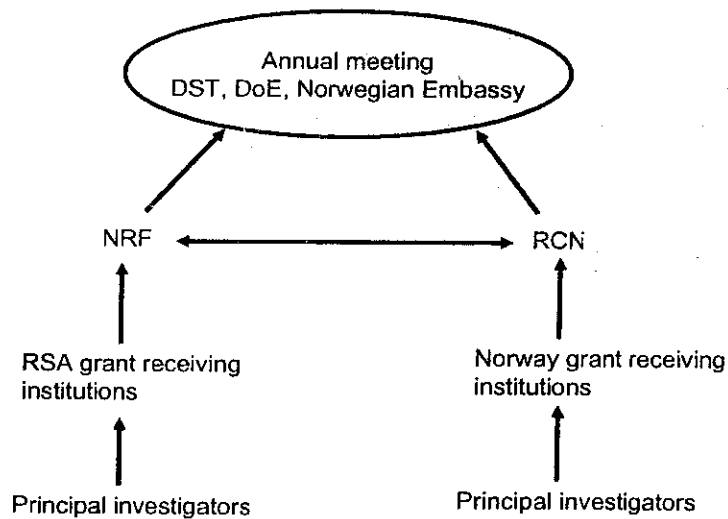 Annual meeting
DST, DoE, Norwegian Embassy
NRF
RCN
RSA grant receiving
institutions
Norway grant receiving
institutions
Principal investigators
Principal investigators